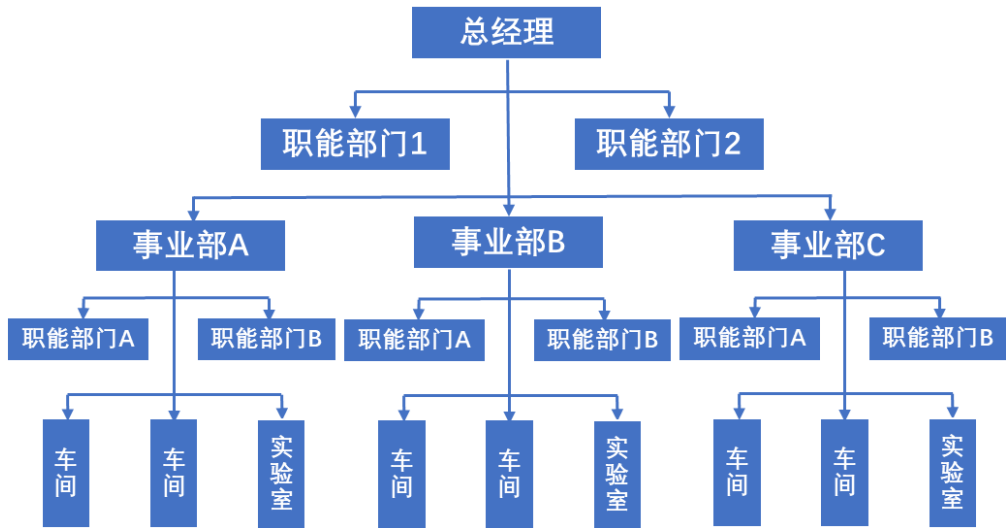 总经理
职能部门1
职能部门2
事业部A
事业部B
事业部C
职能部门A
职能部门B
职能部门A
职能部门B
职能部门A
职能部门B
车间
车间
实验室
车间
车间
实验室
车间
车间
实验室